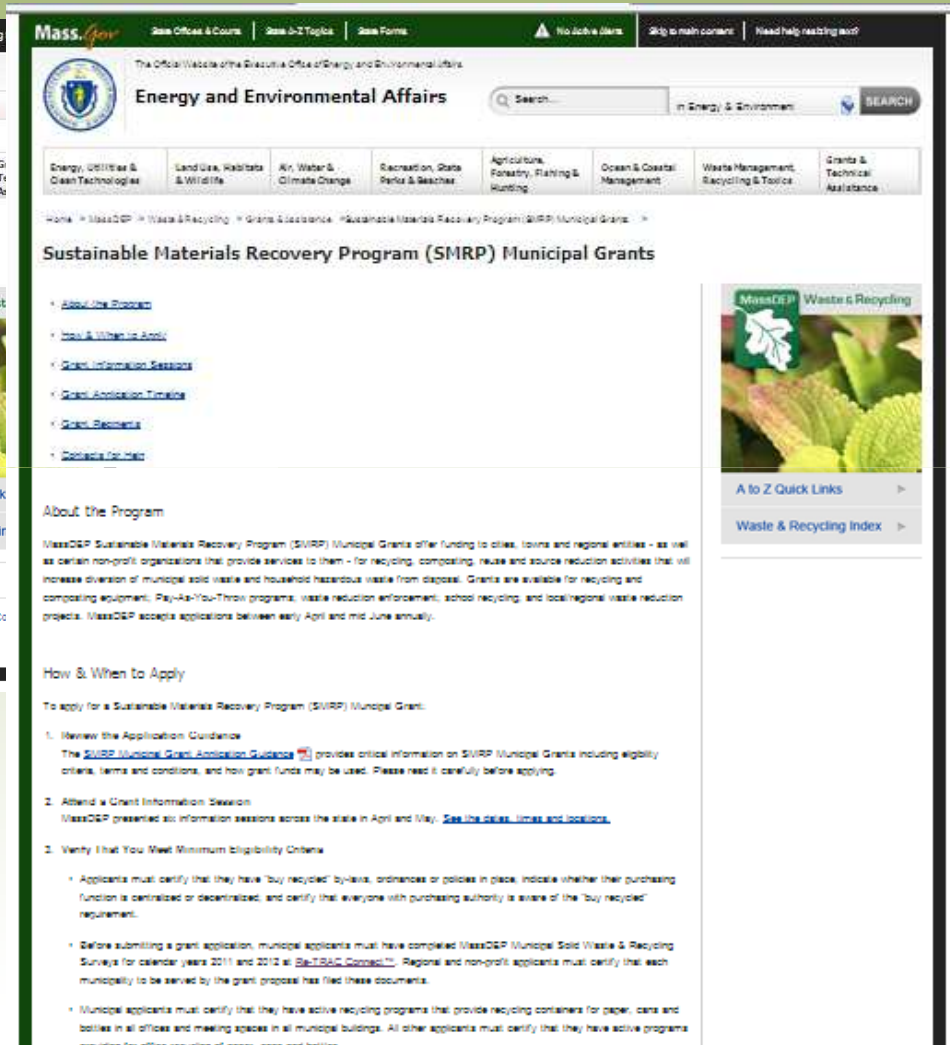 Mass.Gov State Offices & Courts State A-Z Topics State Forms No Active Alerts Skip to main content Need help resizing text?
The Official Website of the Executive Office of Energy and Environmental Affairs
Energy and Environmental Affairs
Search... in Energy & Environment SEARCH
Energy, Utilities & Clean Technologies
Land Use, Habitats & Wildlife
Air, Water & Climate Change
Recreation, State Parks & Beaches
Agriculture, Forestry, Fishing & Hunting
Ocean & Coastal Management
Waste Management, Recycling & Toxics
Grants & Technical Assistance
Home > MassDEP > Waste & Recycling > Grants & Assistance > Sustainable Materials Recovery Program (SMRP) Municipal Grants >
Sustainable Materials Recovery Program (SMRP) Municipal Grants
About the Program
How & When to Apply
Grant Information Sessions
Grant Application Timeline
Grant Recipients
Contacts for Help
MassDEP Waste & Recycling
A to Z Quick Links
Waste & Recycling Index
About the Program
MassDEP Sustainable Materials Recovery Program (SMRP) Municipal Grants offer funding to cities, towns and regional entities - as well
as certain non-profit organizations that provide services to them - for recycling, composting, reuse and source reduction activities that will
increase diversion of municipal solid waste and household hazardous waste from disposal. Grants are available for recycling and
composting equipment, Pay-As-You-Throw programs, waste reduction enforcement, school recycling, and local/regional waste reduction
projects. MassDEP accepts applications between early April and mid June annually.
How & When to Apply
To apply for a Sustainable Materials Recovery Program (SMRP) Municipal Grant:
1. Review the Application Guidance
The SMRP Municipal Grant Application Guidance provides critical information on SMRP Municipal Grants including eligibility
criteria, terms and conditions, and how grant funds may be used. Please read it carefully before applying.
2. Attend a Grant Information Session
MassDEP presented six information sessions across the state in April and May. See the dates, times and locations.
3. Verify That You Meet Minimum Eligibility Criteria
Applicants must certify that they have "buy recycled" by-laws, ordinances or policies in place, indicate whether their purchasing
function is centralized or decentralized, and certify that everyone with purchasing authority is aware of the "buy recycled"
requirement.
Before submitting a grant application, municipal applicants must have completed MassDEP Municipal Solid Waste & Recycling
Surveys for calendar years 2011 and 2012 at Re-TRAC Connect™. Regional and non-profit applicants must certify that each
municipality to be served by the grant proposal has filed these documents.
Municipal applicants must certify that they have active recycling programs that provide recycling containers for paper, cans and
bottles in all offices and meeting spaces in all municipal buildings. All other applicants must certify that they have active programs